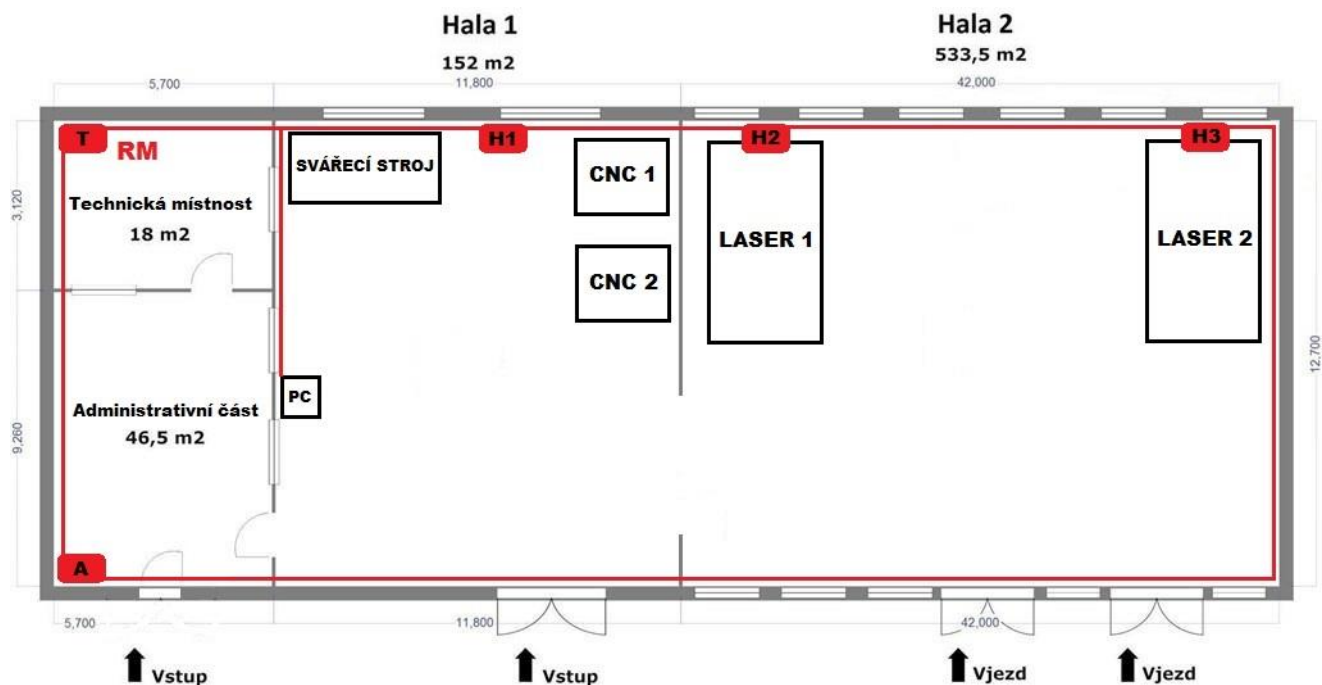 Hala 1
152 m2
Hala 2
533,5 m2
5,700
11,800
42,000
T
RM
H1
H2
H3
SVÁŘECÍ STROJ
CNC 1
CNC 2
LASER 1
LASER 2
3,120
Technická místnost
18 m2
12,700
PC
9,260
Administrativní část
46,5 m2
A
5,700
11,800
42,000
Vstup
Vstup
Vjezd
Vjezd